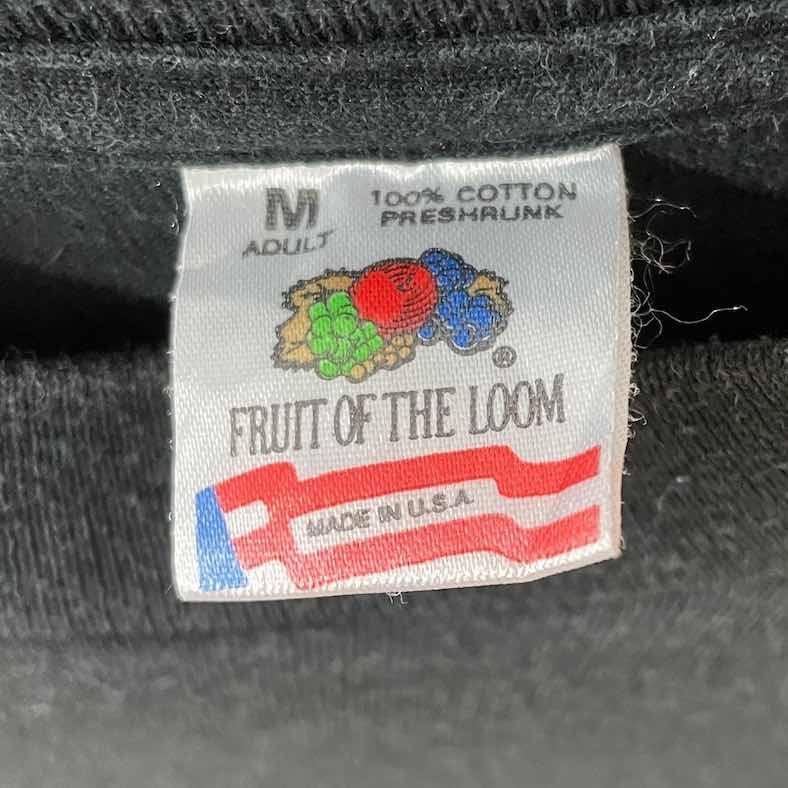 M
ADULT
100% COTTON
PRESHRUNK
®
FRUIT OF THE LOOM
MADE IN U.S.A.